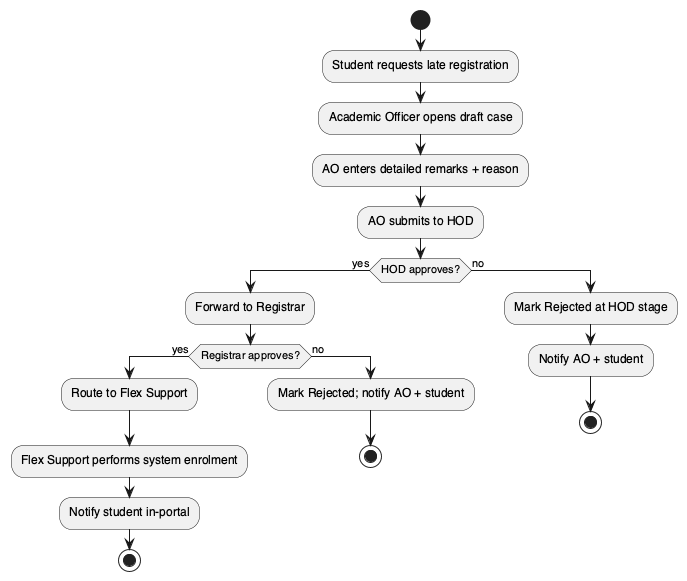 Student requests late registration
Academic Officer opens draft case
AO enters detailed remarks + reason
AO submits to HOD
yes
HOD approves?
no
Forward to Registrar
Mark Rejected at HOD stage
yes
Registrar approves?
no
Notify AO + student
Route to Flex Support
Mark Rejected; notify AO + student
Flex Support performs system enrolment
Notify student in-portal